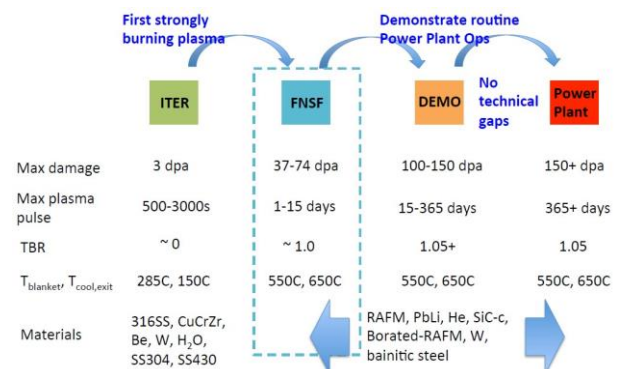 First strongly
burning plasma
Demonstrate routine
Power Plant Ops
ITER
FNSF
DEMO
No
technical
gaps
Power
Plant
Max damage
3 dpa
37-74 dpa
100-150 dpa
150+ dpa
Max plasma
pulse
500-3000s
1-15 days
15-365 days
365+ days
TBR
~ 0
~ 1.0
1.05+
1.05
Tblanket, Tcool,exit
285C, 150C
550C, 650C
550C, 650C
550C, 650C
Materials
316SS, CuCrZr,
Be, W, H2O,
SS304, SS430
RAFM, PbLi, He, SiC-c,
Borated-RAFM, W,
bainitic steel